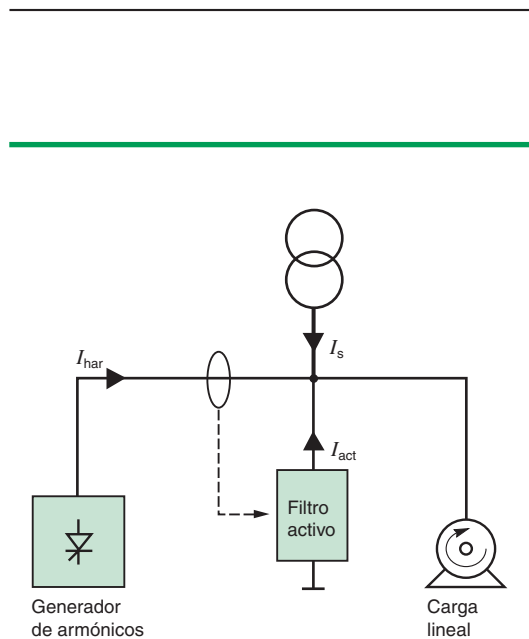 I_s
I_har
I_act
Filtro
activo
Generador
de armónicos
Carga
lineal